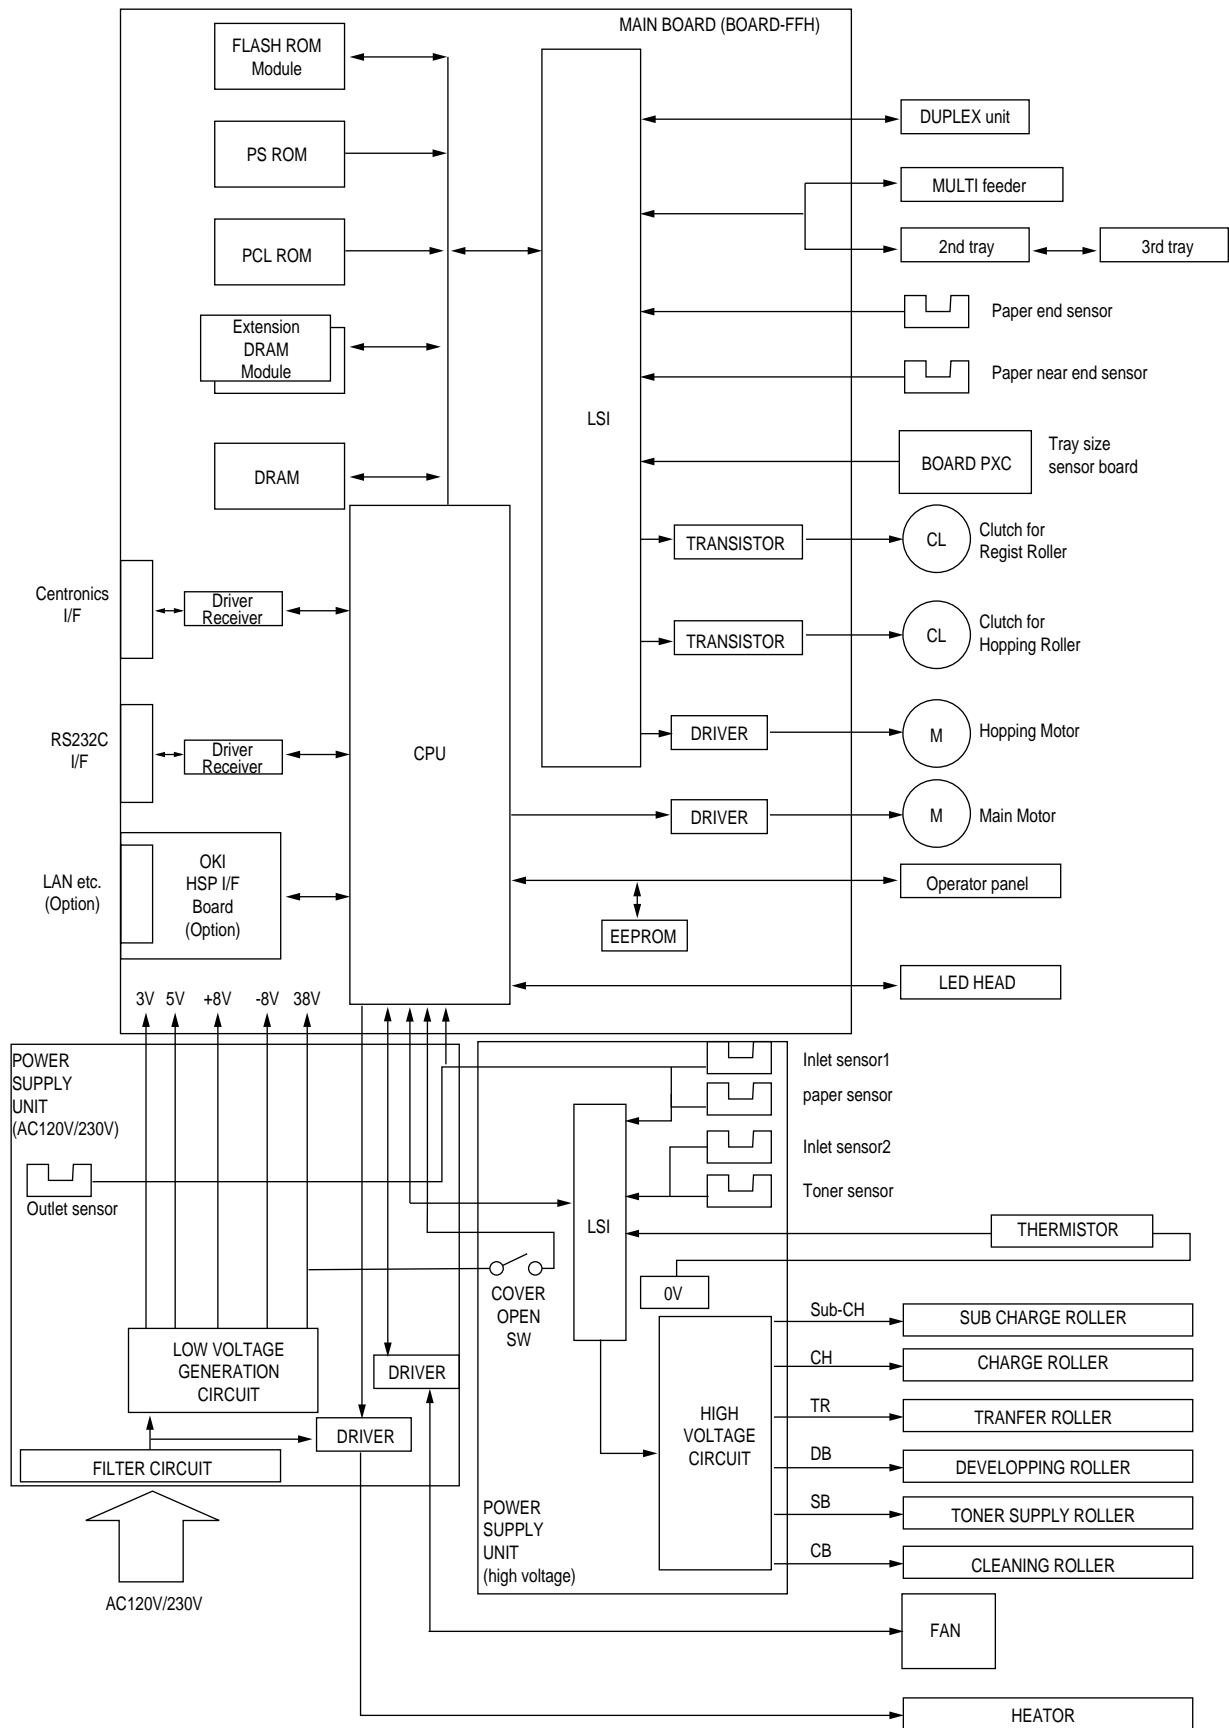 MAIN BOARD (BOARD-FFH)
FLASH ROM
Module
PS ROM
PCL ROM
Extension
DRAM
Module
DRAM
LSI
DUPLEX unit
MULTI feeder
2nd tray
3rd tray
Paper end sensor
Paper near end sensor
BOARD PXC
Tray size
sensor board
TRANSISTOR
CL
Clutch for
Regist Roller
TRANSISTOR
CL
Clutch for
Hopping Roller
DRIVER
M
Hopping Motor
DRIVER
M
Main Motor
Centronics
I/F
Driver
Receiver
RS232C
I/F
Driver
Receiver
CPU
LAN etc.
(Option)
OKI
HSP I/F
Board
(Option)
Operator panel
EEPROM
LED HEAD
3V
5V
+8V
-8V
38V
POWER
SUPPLY
UNIT
(AC120V/230V)
Outlet sensor
Inlet sensor1
paper sensor
Inlet sensor2
Toner sensor
LSI
THERMISTOR
0V
COVER
OPEN
SW
LOW VOLTAGE
GENERATION
CIRCUIT
DRIVER
DRIVER
FILTER CIRCUIT
AC120V/230V
HIGH
VOLTAGE
CIRCUIT
Sub-CH
SUB CHARGE ROLLER
CH
CHARGE ROLLER
TR
TRANFER ROLLER
DB
DEVELOPPING ROLLER
SB
TONER SUPPLY ROLLER
CB
CLEANING ROLLER
POWER
SUPPLY
UNIT
(high voltage)
FAN
HEATOR